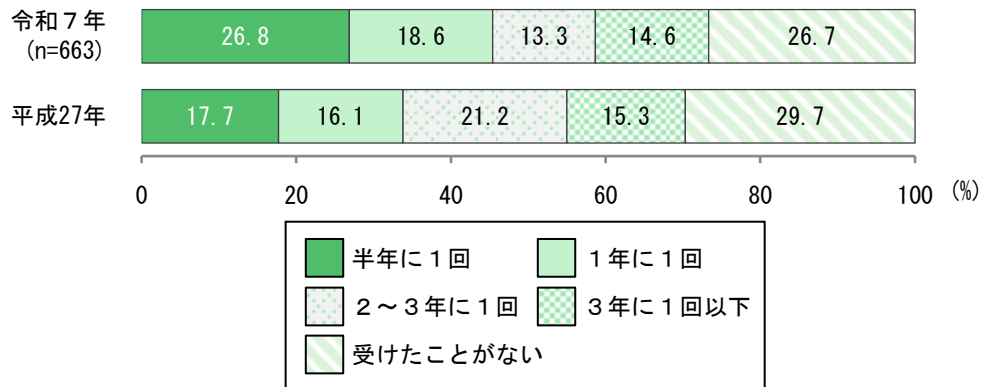 令和７年
(n=663)
26.8 18.6 13.3 14.6 26.7
平成27年
17.7 16.1 21.2 15.3 29.7
0 20 40 60 80 100 (%)
半年に１回 １年に１回
２～３年に１回 ３年に１回以下
受けたことがない